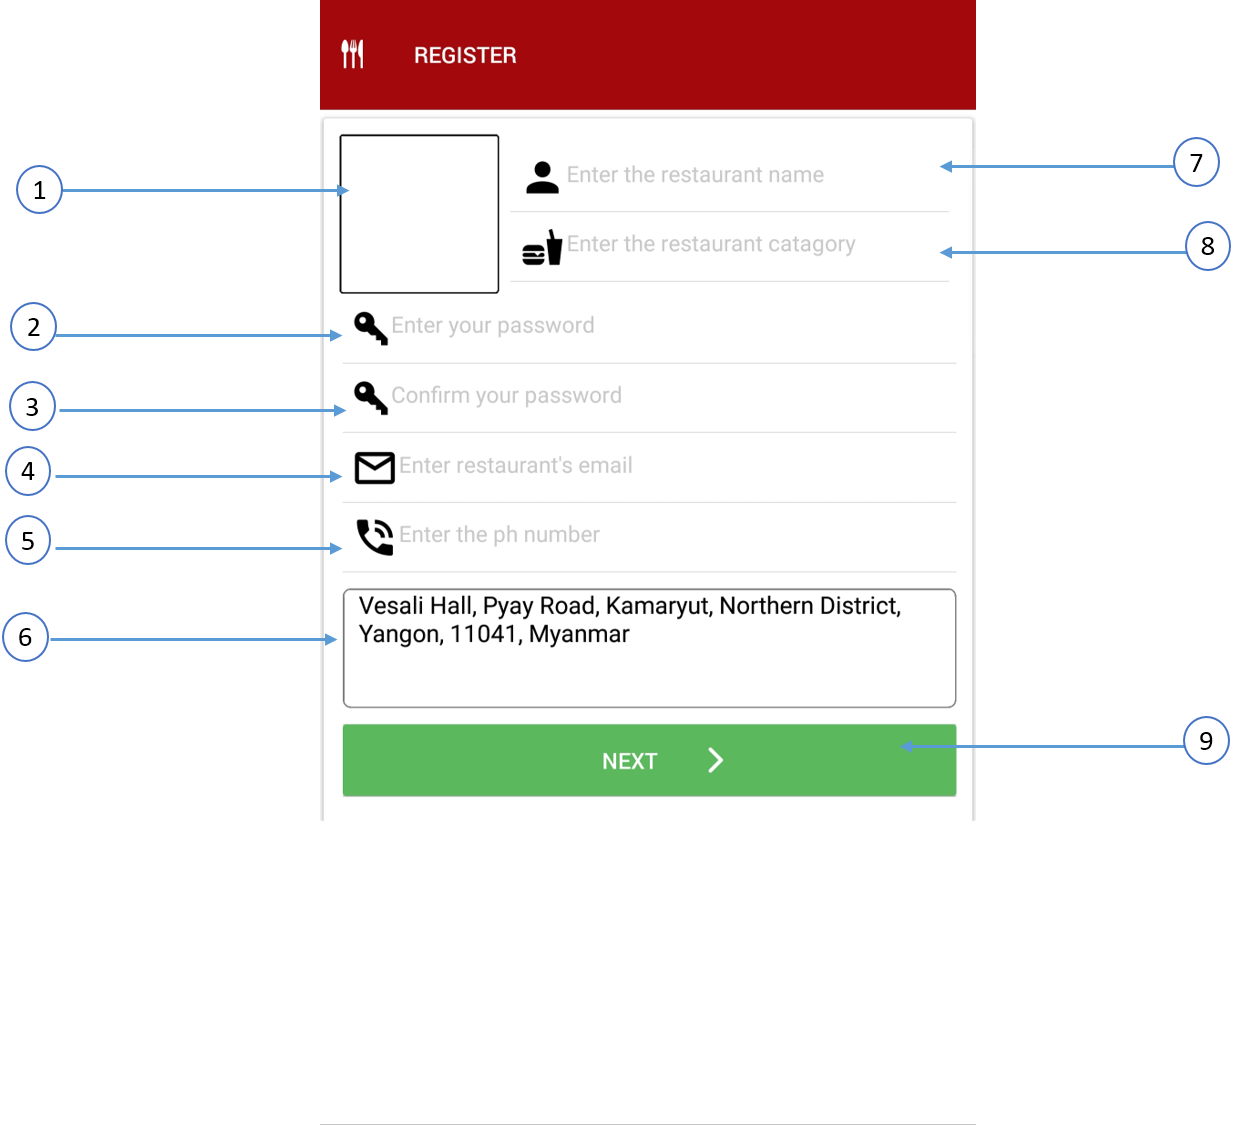 REGISTER
1
Enter the restaurant name
7
Enter the restaurant catagory
8
2
Enter your password
3
Confirm your password
4
Enter restaurant's email
5
Enter the ph number
6
Vesali Hall, Pyay Road, Kamaryut, Northern District,
Yangon, 11041, Myanmar
NEXT
9